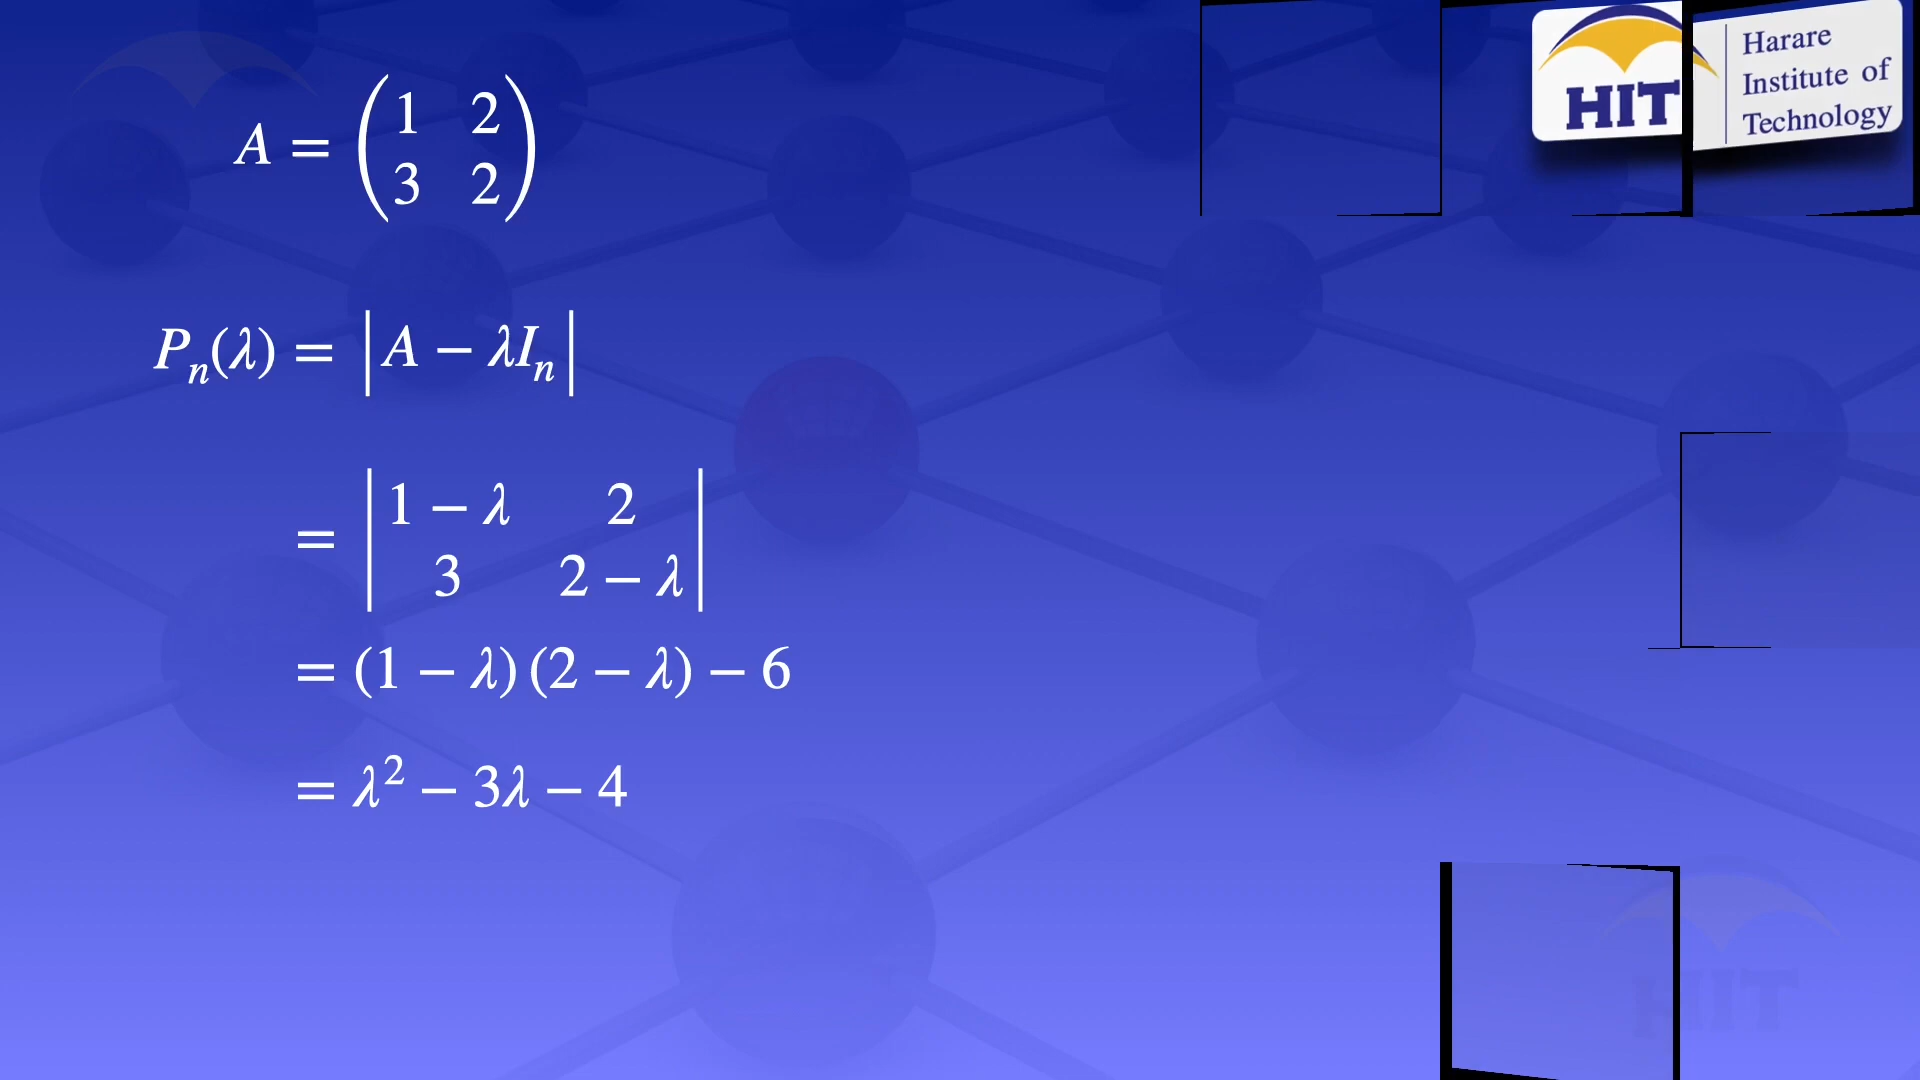 A = (1 2
3 2)
Pn(λ) = |A − λIn|
= |1 − λ 2
3 2 − λ|
= (1 − λ) (2 − λ) − 6
= λ² − 3λ − 4
HIT
Harare
Institute of
Technology
HIT